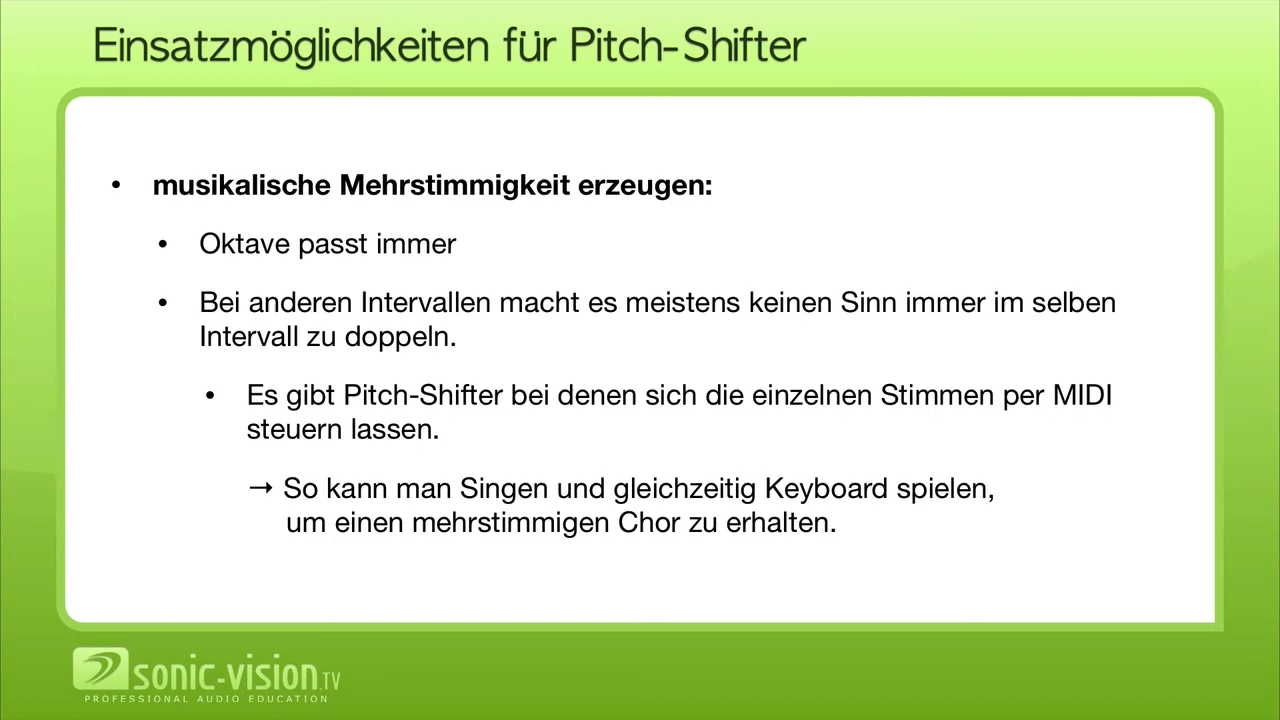 Einsatzmöglichkeiten für Pitch-Shifter
• musikalische Mehrstimmigkeit erzeugen:
• Oktave passt immer
• Bei anderen Intervallen macht es meistens keinen Sinn immer im selben
Intervall zu doppeln.
• Es gibt Pitch-Shifter bei denen sich die einzelnen Stimmen per MIDI
steuern lassen.
→ So kann man Singen und gleichzeitig Keyboard spielen,
um einen mehrstimmigen Chor zu erhalten.
sonic-vision.TV
PROFESSIONAL AUDIO EDUCATION